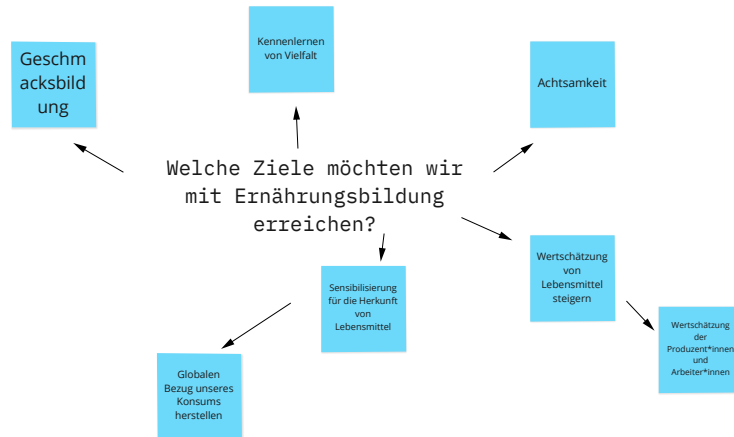 Geschm
acksbild
ung
Kennenlernen
von Vielfalt
Achtsamkeit
Welche Ziele möchten wir
mit Ernährungsbildung
erreichen?
Sensibilisierung
für die Herkunft
von
Lebensmittel
Wertschätzung
von
Lebensmittel
steigern
Wertschätzung
der
Produzent*innen
und
Arbeiter*innen
Globalen
Bezug unseres
Konsums
herstellen